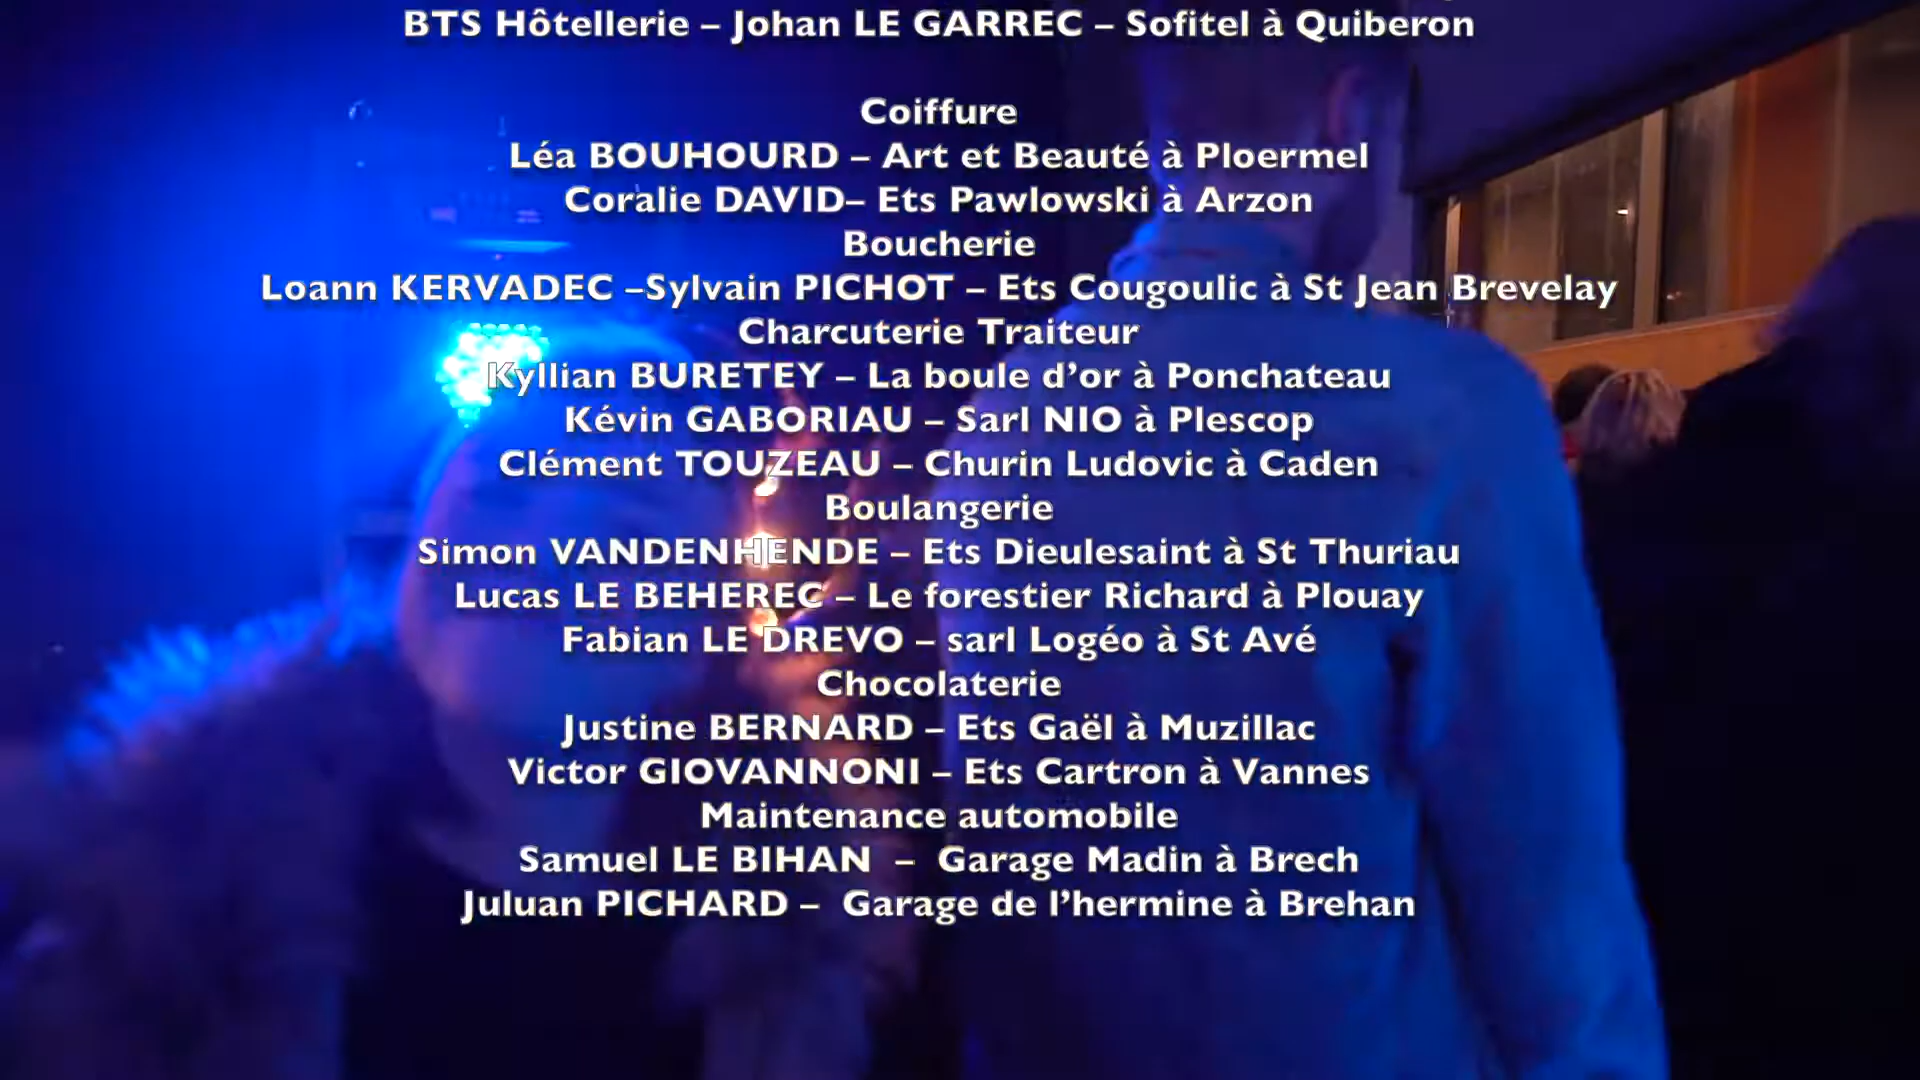 BTS Hôtellerie – Johan LE GARREC – Sofitel à Quiberon
Coiffure
Léa BOUHOURD – Art et Beauté à Ploermel
Coralie DAVID– Ets Pawlowski à Arzon
Boucherie
Loann KERVADEC –Sylvain PICHOT – Ets Cougoulic à St Jean Brevelay
Charcuterie Traiteur
Kyllian BURETEY – La boule d’or à Ponchateau
Kévin GABORIAU – Sarl NIO à Plescop
Clément TOUZEAU – Churin Ludovic à Caden
Boulangerie
Simon VANDENHENDE – Ets Dieulesaint à St Thuriau
Lucas LE BEHEREC – Le forestier Richard à Plouay
Fabian LE DREVO – sarl Logéo à St Avé
Chocolaterie
Justine BERNARD – Ets Gaël à Muzillac
Victor GIOVANNONI – Ets Cartron à Vannes
Maintenance automobile
Samuel LE BIHAN  –  Garage Madin à Brech
Juluan PICHARD –  Garage de l’hermine à Brehan